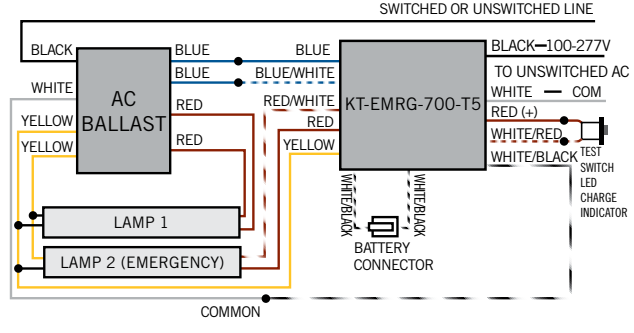 SWITCHED OR UNSWITCHED LINE
BLACK
BLUE
BLUE
BLACK—100-277V
WHITE
BLUE
BLUE/WHITE
TO UNSWITCHED AC
AC
BALLAST
KT-EMRG-700-T5
WHITE — COM
YELLOW
RED
RED/WHITE
RED (+)
RED
WHITE/RED
YELLOW
RED
YELLOW
WHITE/BLACK
TEST
SWITCH
LED
CHARGE
INDICATOR
WHITE/BLACK
WHITE/BLACK
LAMP 1
BATTERY
CONNECTOR
LAMP 2 (EMERGENCY)
COMMON